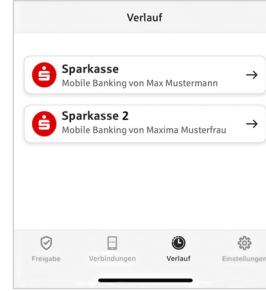 Verlauf
Sparkasse
Mobile Banking von Max Mustermann
Sparkasse 2
Mobile Banking von Maxima Musterfrau
Freigabe Verbindungen Verlauf Einstellungen